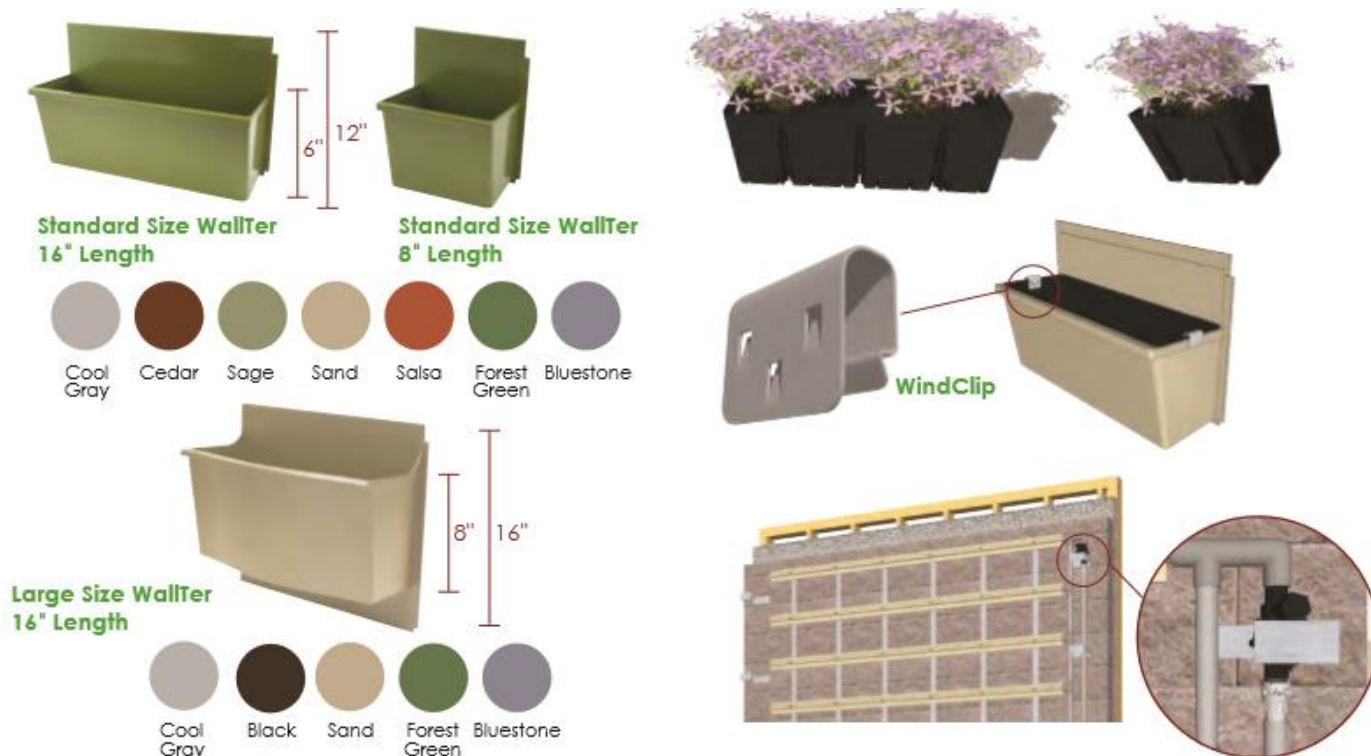 6"
12"
Standard Size WallTer
16" Length
Standard Size WallTer
8" Length
Cool
Gray
Cedar
Sage
Sand
Salsa
Forest
Green
Bluestone
WindClip
8"
16"
Large Size WallTer
16" Length
Cool
Gray
Black
Sand
Forest
Green
Bluestone